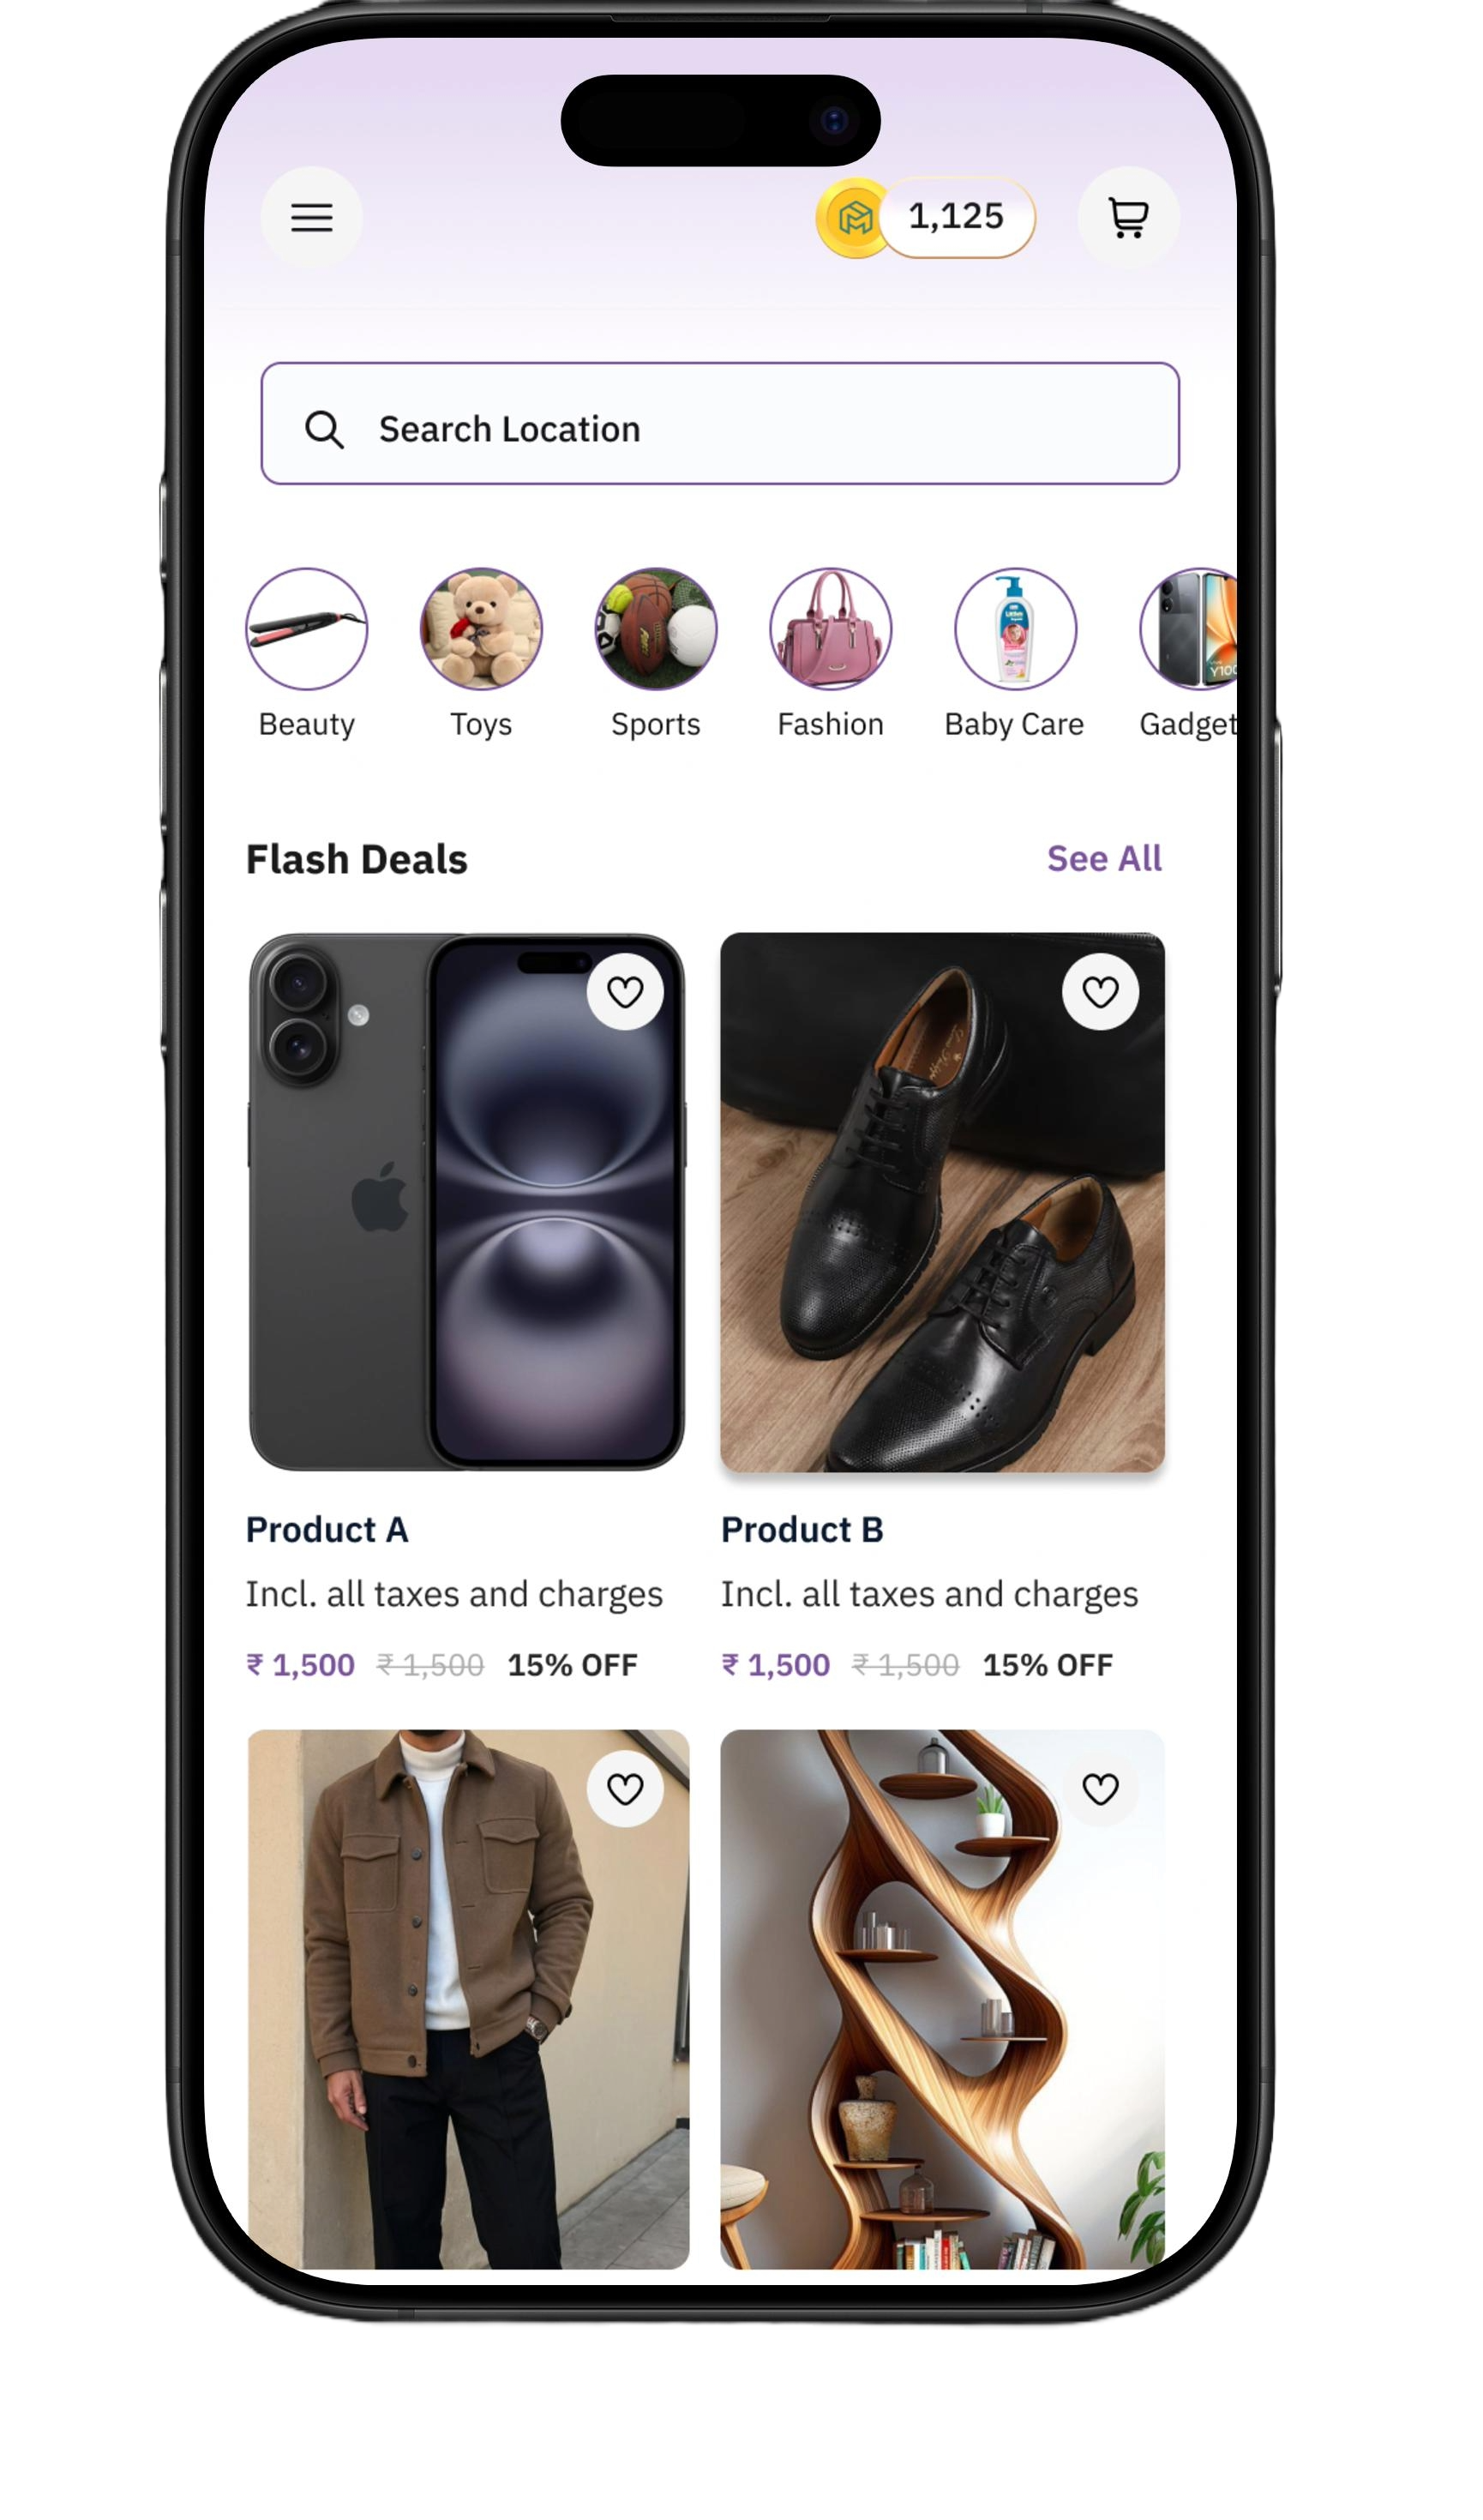 1,125
Search Location
Beauty Toys Sports Fashion Baby Care Gadget
Flash Deals See All
Product A Product B
Incl. all taxes and charges Incl. all taxes and charges
₹ 1,500 ₹ 1,500 15% OFF ₹ 1,500 ₹ 1,500 15% OFF